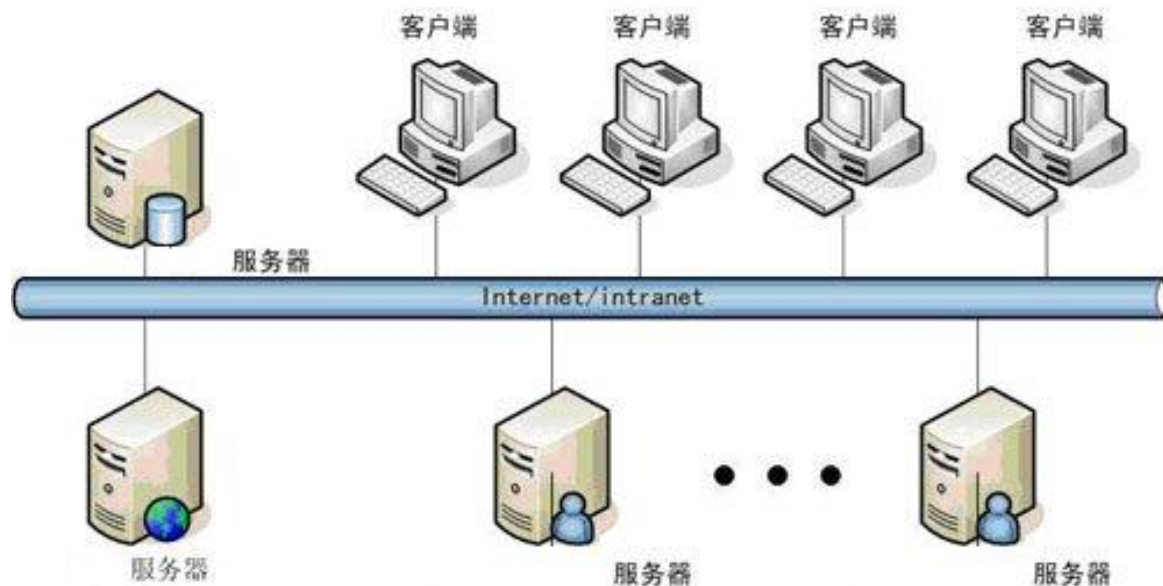 客户端 客户端 客户端 客户端
服务器
Internet/intranet
服务器
服务器 服务器